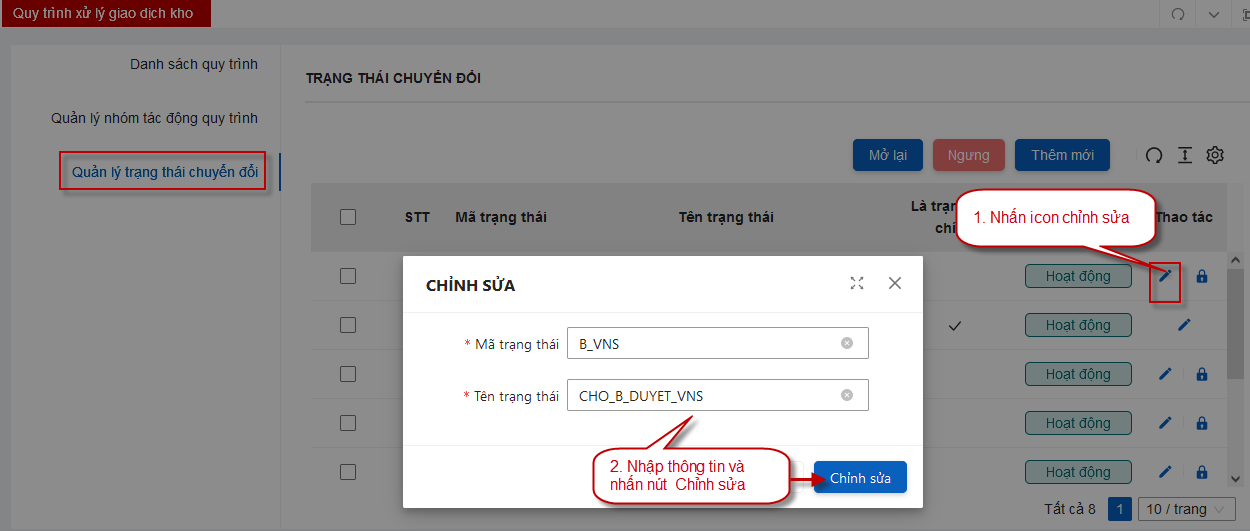 Quy trình xử lý giao dịch kho
Danh sách quy trình
Quản lý nhóm tác động quy trình
Quản lý trạng thái chuyển đổi
TRẠNG THÁI CHUYỂN ĐỔI
Mở lại
Ngưng
Thêm mới
STT
Mã trạng thái
Tên trạng thái
Là trạn
chí
Thao tác
1. Nhấn icon chỉnh sửa
Hoạt động
Hoạt động
Hoạt động
Hoạt động
Hoạt động
CHỈNH SỬA
* Mã trạng thái
B_VNS
* Tên trạng thái
CHO_B_DUYET_VNS
2. Nhập thông tin và
nhấn nút Chỉnh sửa
Chỉnh sửa
Tất cả 8
1
10 / trang